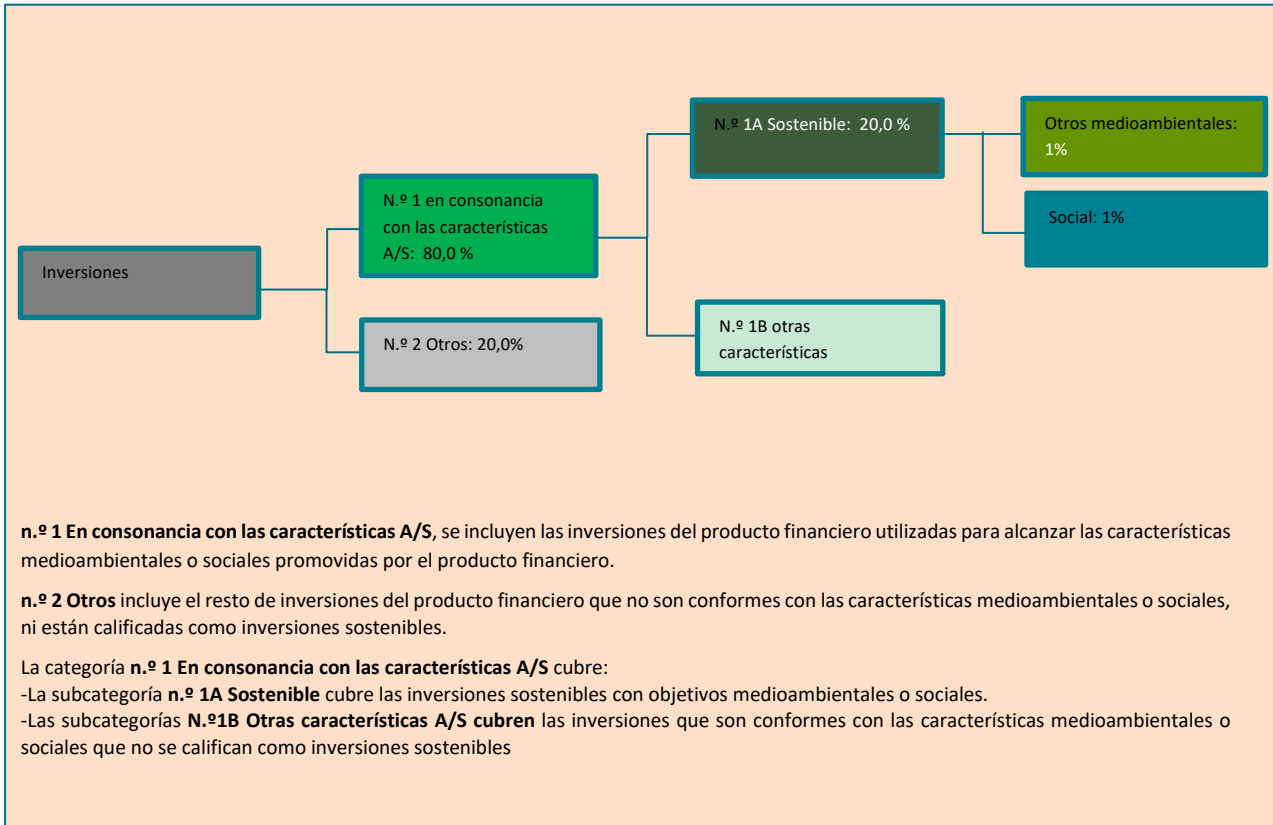 N.º 1A Sostenible: 20,0 %
Otros medioambientales:
1%
N.º 1 en consonancia
con las características
A/S: 80,0 %
Social: 1%
Inversiones
N.º 2 Otros: 20,0%
N.º 1B otras
características
n.º 1 En consonancia con las características A/S, se incluyen las inversiones del producto financiero utilizadas para alcanzar las características
medioambientales o sociales promovidas por el producto financiero.
n.º 2 Otros incluye el resto de inversiones del producto financiero que no son conformes con las características medioambientales o sociales,
ni están calificadas como inversiones sostenibles.
La categoría n.º 1 En consonancia con las características A/S cubre:
-La subcategoría n.º 1A Sostenible cubre las inversiones sostenibles con objetivos medioambientales o sociales.
-Las subcategorías N.º1B Otras características A/S cubren las inversiones que son conformes con las características medioambientales o
sociales que no se califican como inversiones sostenibles